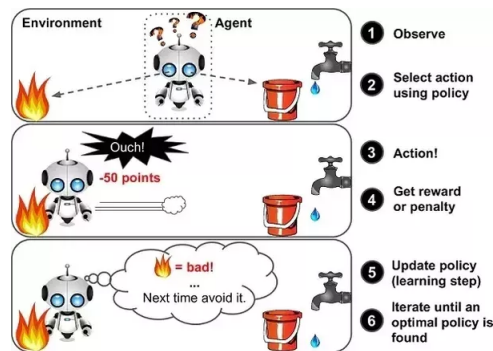 Environment
Agent
? ? ?
1 Observe
2 Select action
using policy
Ouch!
-50 points
3 Action!
4 Get reward
or penalty
= bad!
...
Next time avoid it.
5 Update policy
(learning step)
6 Iterate until an
optimal policy is
found